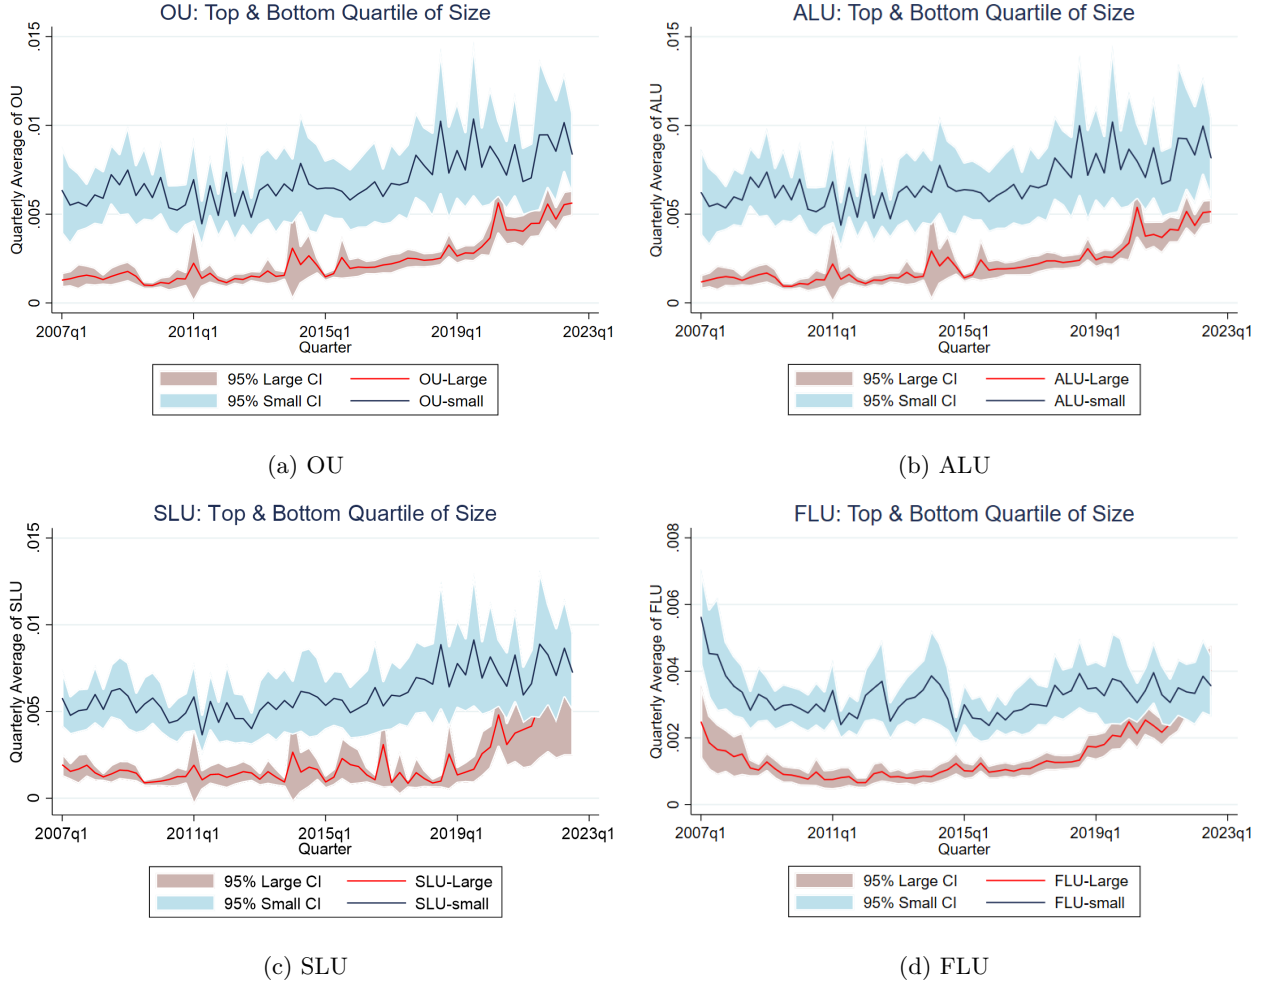 OU: Top & Bottom Quartile of Size
Quarterly Average of OU
.015
.01
.005
0
2007q1 2011q1 2015q1 2019q1 2023q1
Quarter
95% Large CI OU-Large
95% Small CI OU-small
(a) OU
ALU: Top & Bottom Quartile of Size
Quarterly Average of ALU
.015
.01
.005
0
2007q1 2011q1 2015q1 2019q1 2023q1
Quarter
95% Large CI ALU-Large
95% Small CI ALU-small
(b) ALU
SLU: Top & Bottom Quartile of Size
Quarterly Average of SLU
.015
.01
.005
0
2007q1 2011q1 2015q1 2019q1 2023q1
Quarter
95% Large CI SLU-Large
95% Small CI SLU-small
(c) SLU
FLU: Top & Bottom Quartile of Size
Quarterly Average of FLU
.008
.006
.004
.002
0
2007q1 2011q1 2015q1 2019q1 2023q1
Quarter
95% Large CI FLU-Large
95% Small CI FLU-small
(d) FLU